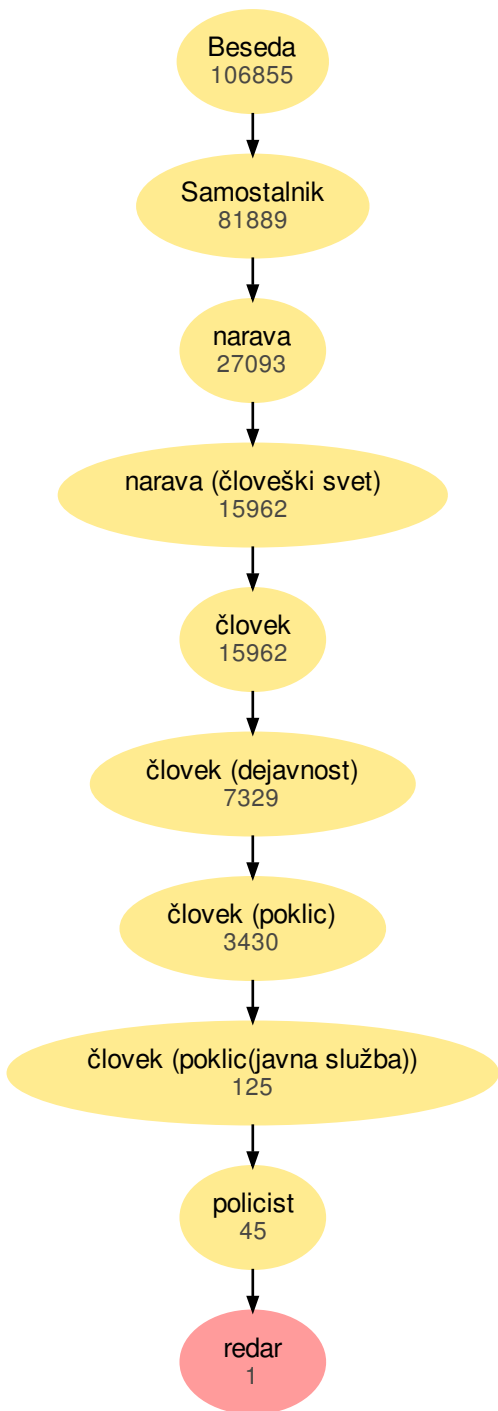 Beseda
106855
Samostalnik
81889
narava
27093
narava (človeški svet)
15962
človek
15962
človek (dejavnost)
7329
človek (poklic)
3430
človek (poklic(javna služba))
125
policist
45
redar
1